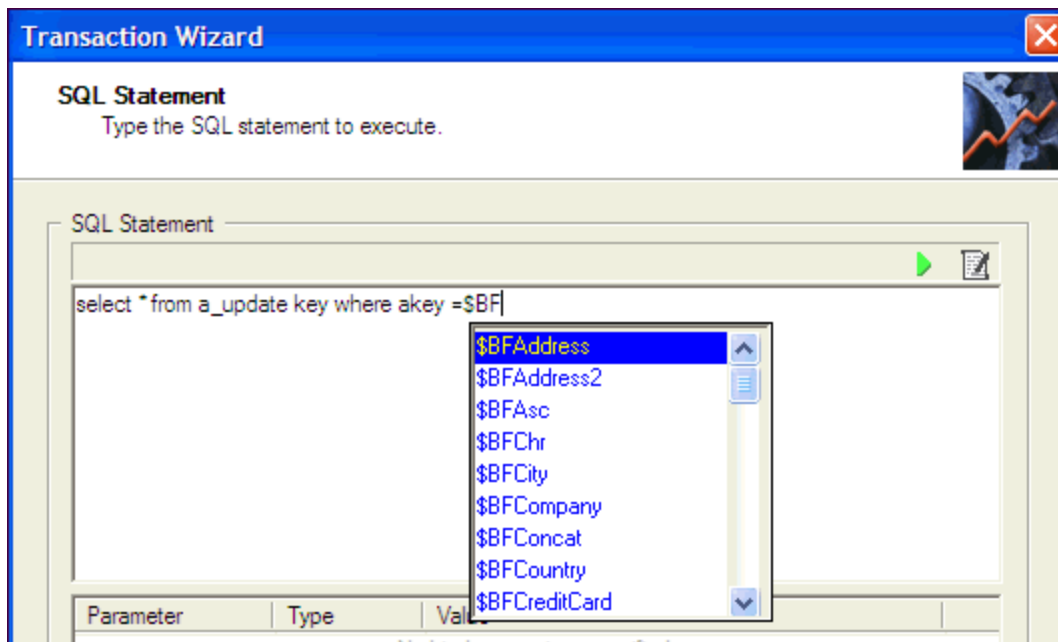 Transaction Wizard
SQL Statement
Type the SQL statement to execute.
SQL Statement
select * from a_update key where akey =$BF
$BFAddress
$BFAddress2
$BFAsc
$BFChr
$BFCity
$BFCompany
$BFConcat
$BFCountry
$BFCreditCard
Parameter Type